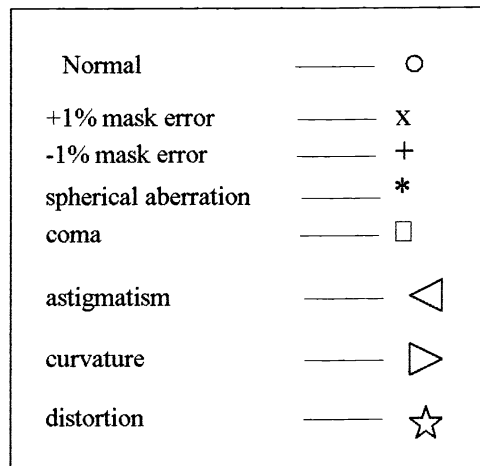 Normal ——— ○
+1% mask error ——— x
-1% mask error ——— +
spherical aberration ——— *
coma ——— □
astigmatism ——— ◁
curvature ——— ▷
distortion ——— ☆